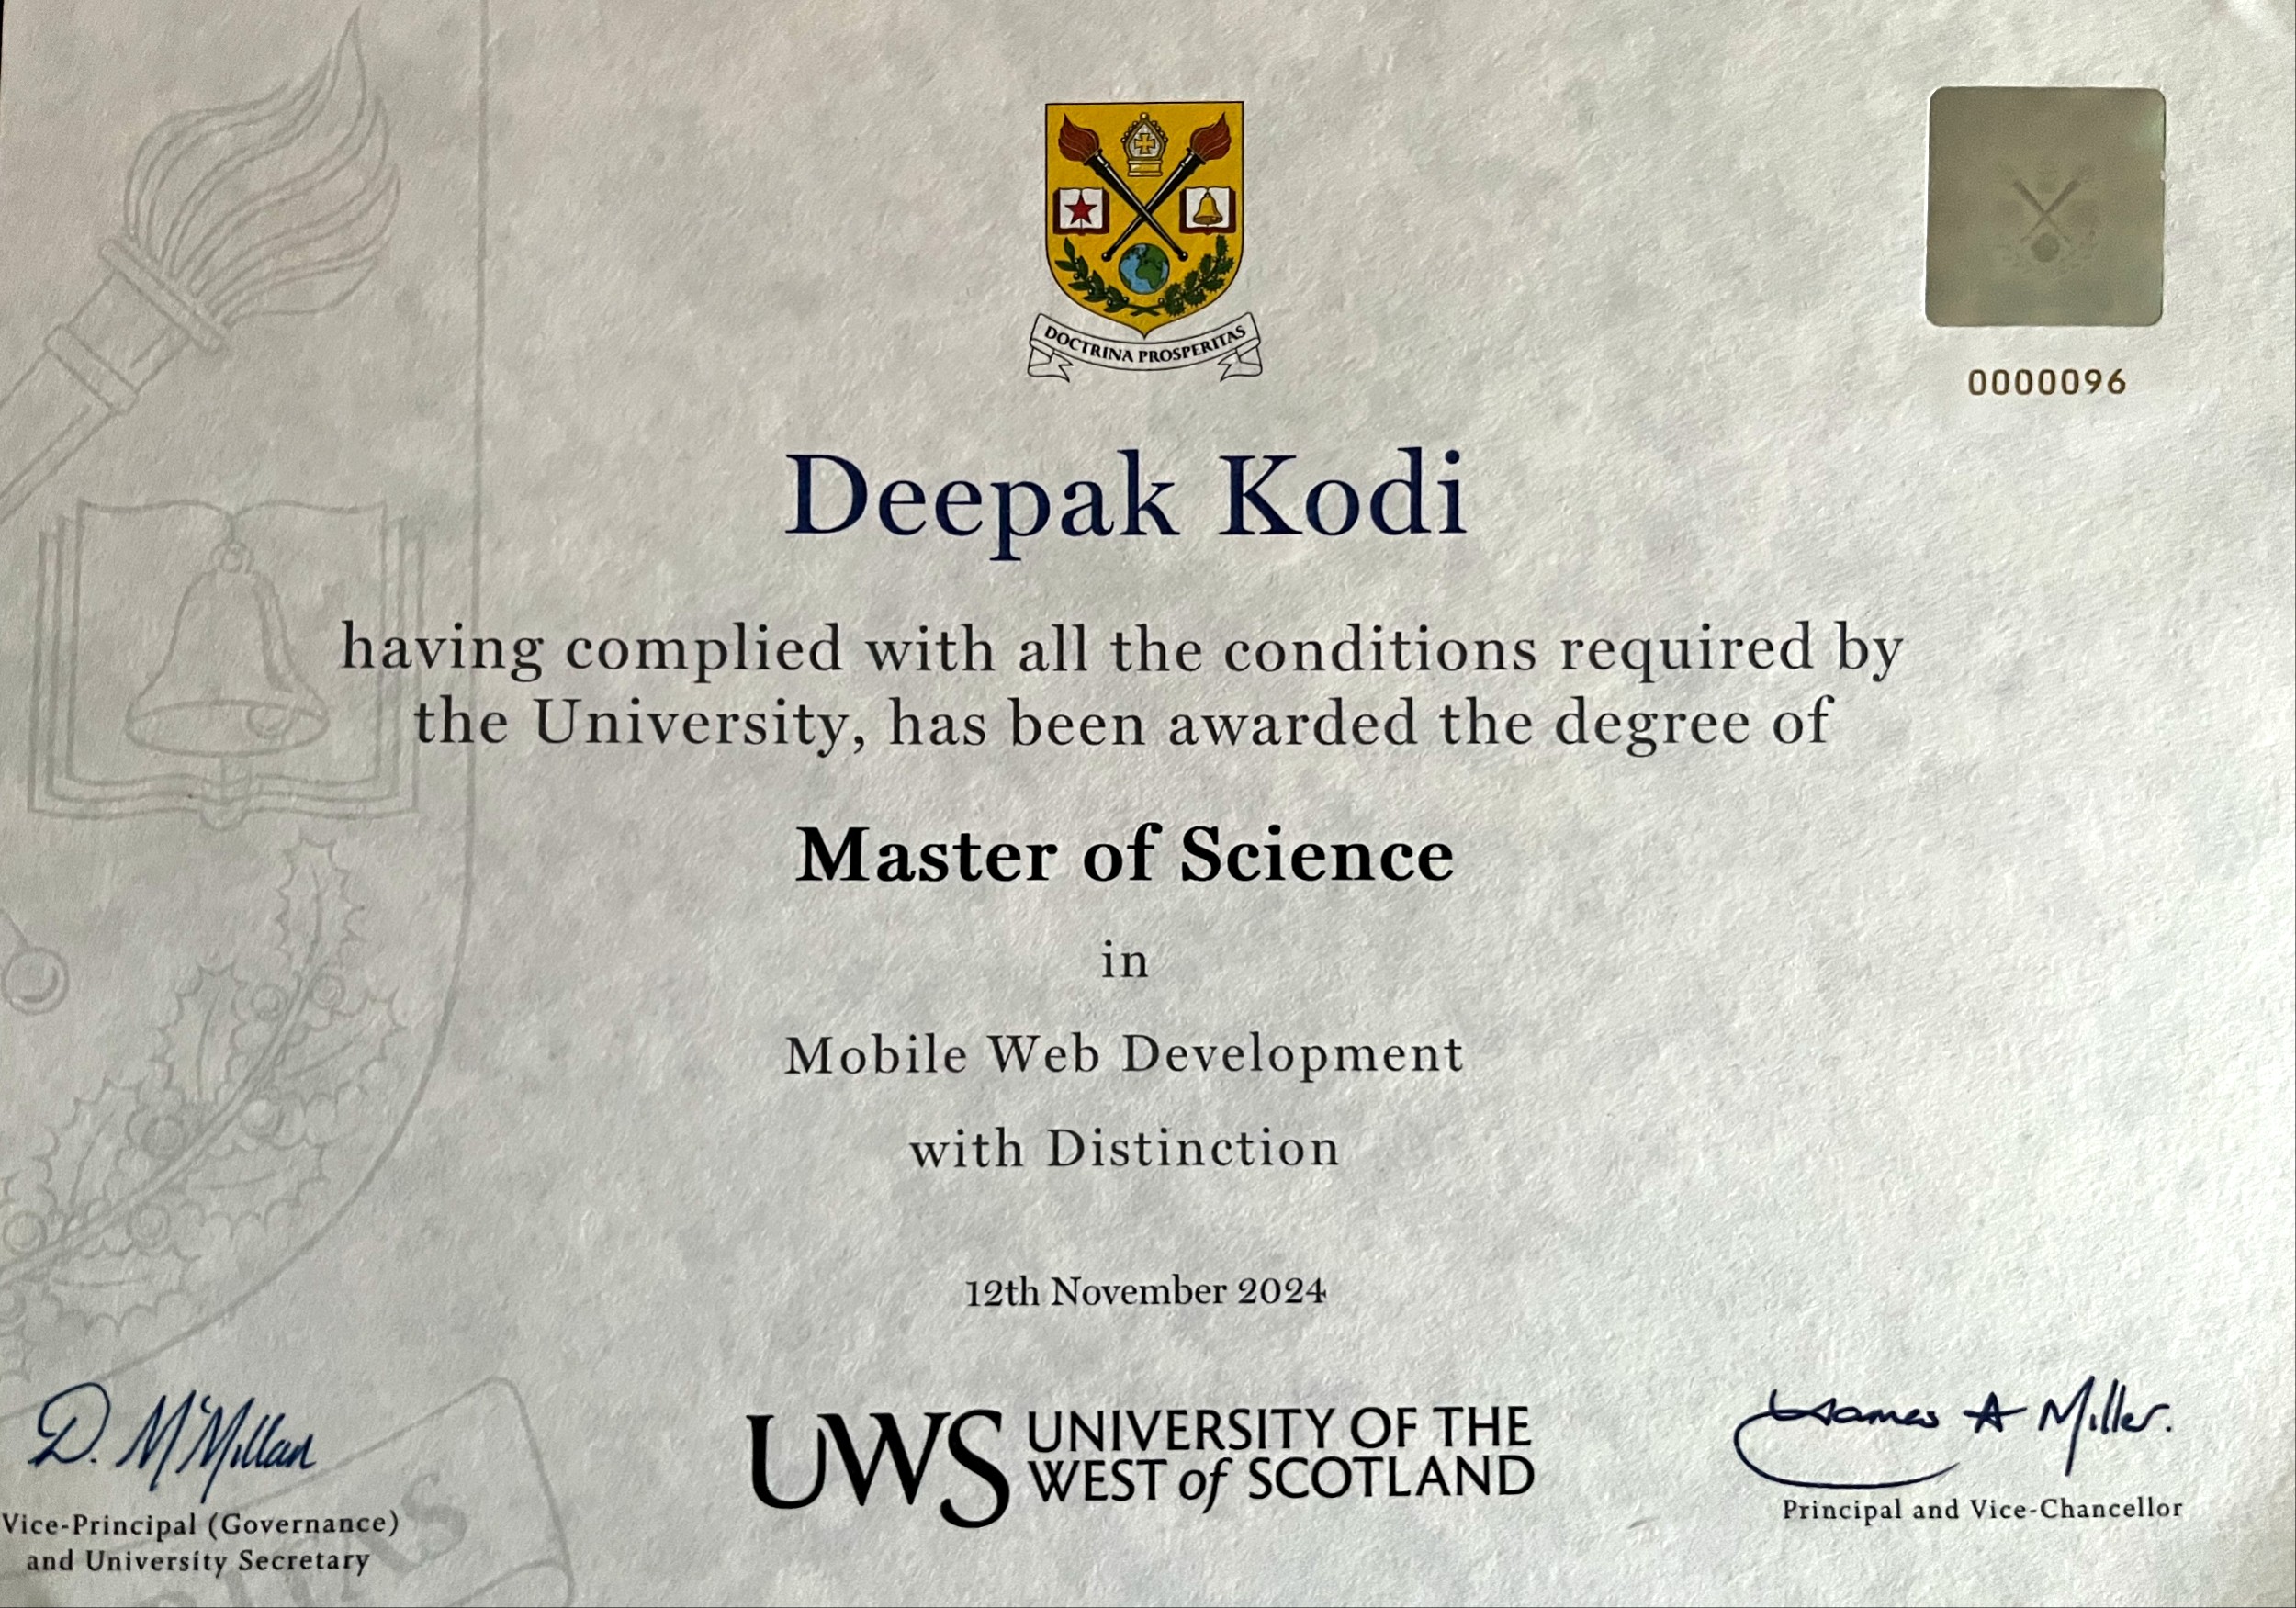 DOCTRINA PROSPERITAS
0000096
Deepak Kodi
having complied with all the conditions required by
the University, has been awarded the degree of
Master of Science
in
Mobile Web Development
with Distinction
12th November 2024
D. McMillan
Vice-Principal (Governance)
and University Secretary
UWS UNIVERSITY OF THE
WEST of SCOTLAND
James A Miller.
Principal and Vice-Chancellor